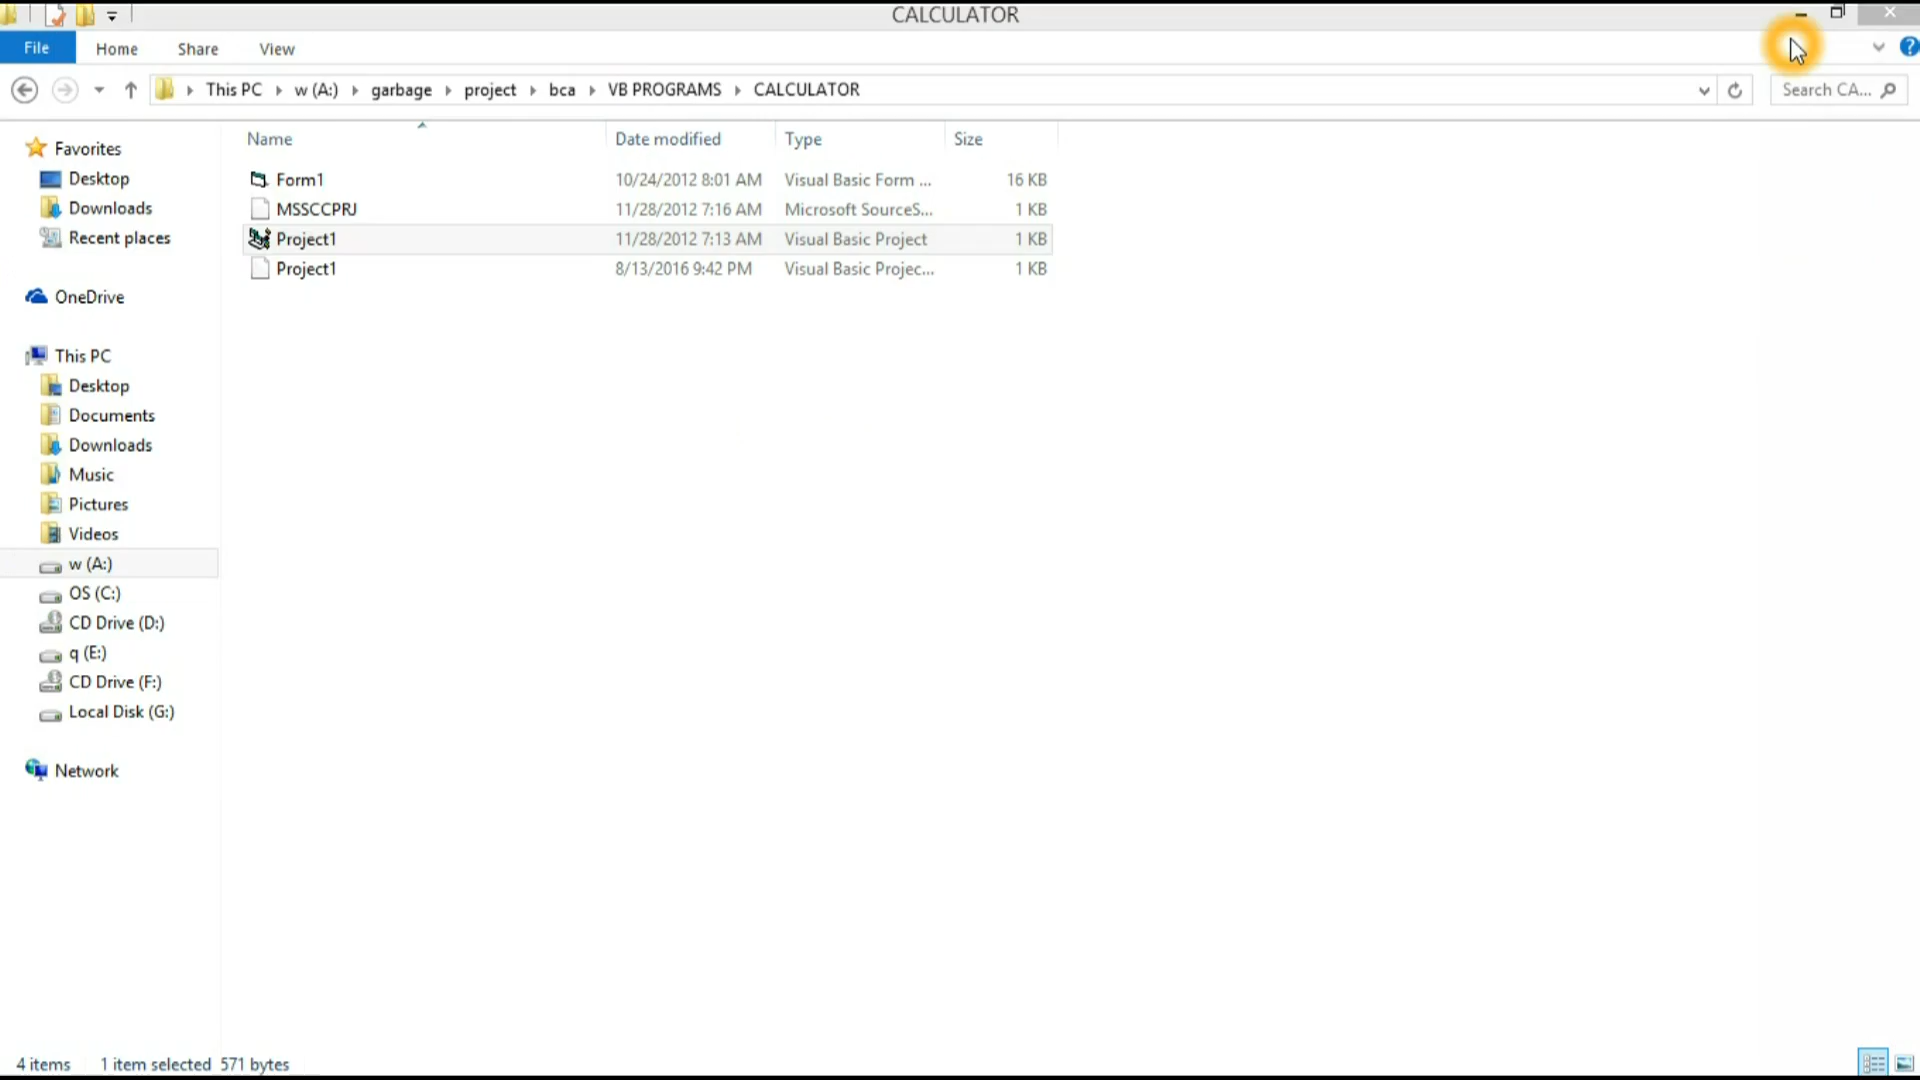 CALCULATOR
File Home Share View
This PC w (A:) garbage project bca VB PROGRAMS CALCULATOR Search CA...
Name Date modified Type Size
Favorites
Desktop
Downloads
Recent places
OneDrive
This PC
Desktop
Documents
Downloads
Music
Pictures
Videos
w (A:)
OS (C:)
CD Drive (D:)
q (E:)
CD Drive (F:)
Local Disk (G:)
Network
Form1 10/24/2012 8:01 AM Visual Basic Form ... 16 KB
MSSCCPRJ 11/28/2012 7:16 AM Microsoft SourceS... 1 KB
Project1 11/28/2012 7:13 AM Visual Basic Project 1 KB
Project1 8/13/2016 9:42 PM Visual Basic Projec... 1 KB
4 items 1 item selected 571 bytes